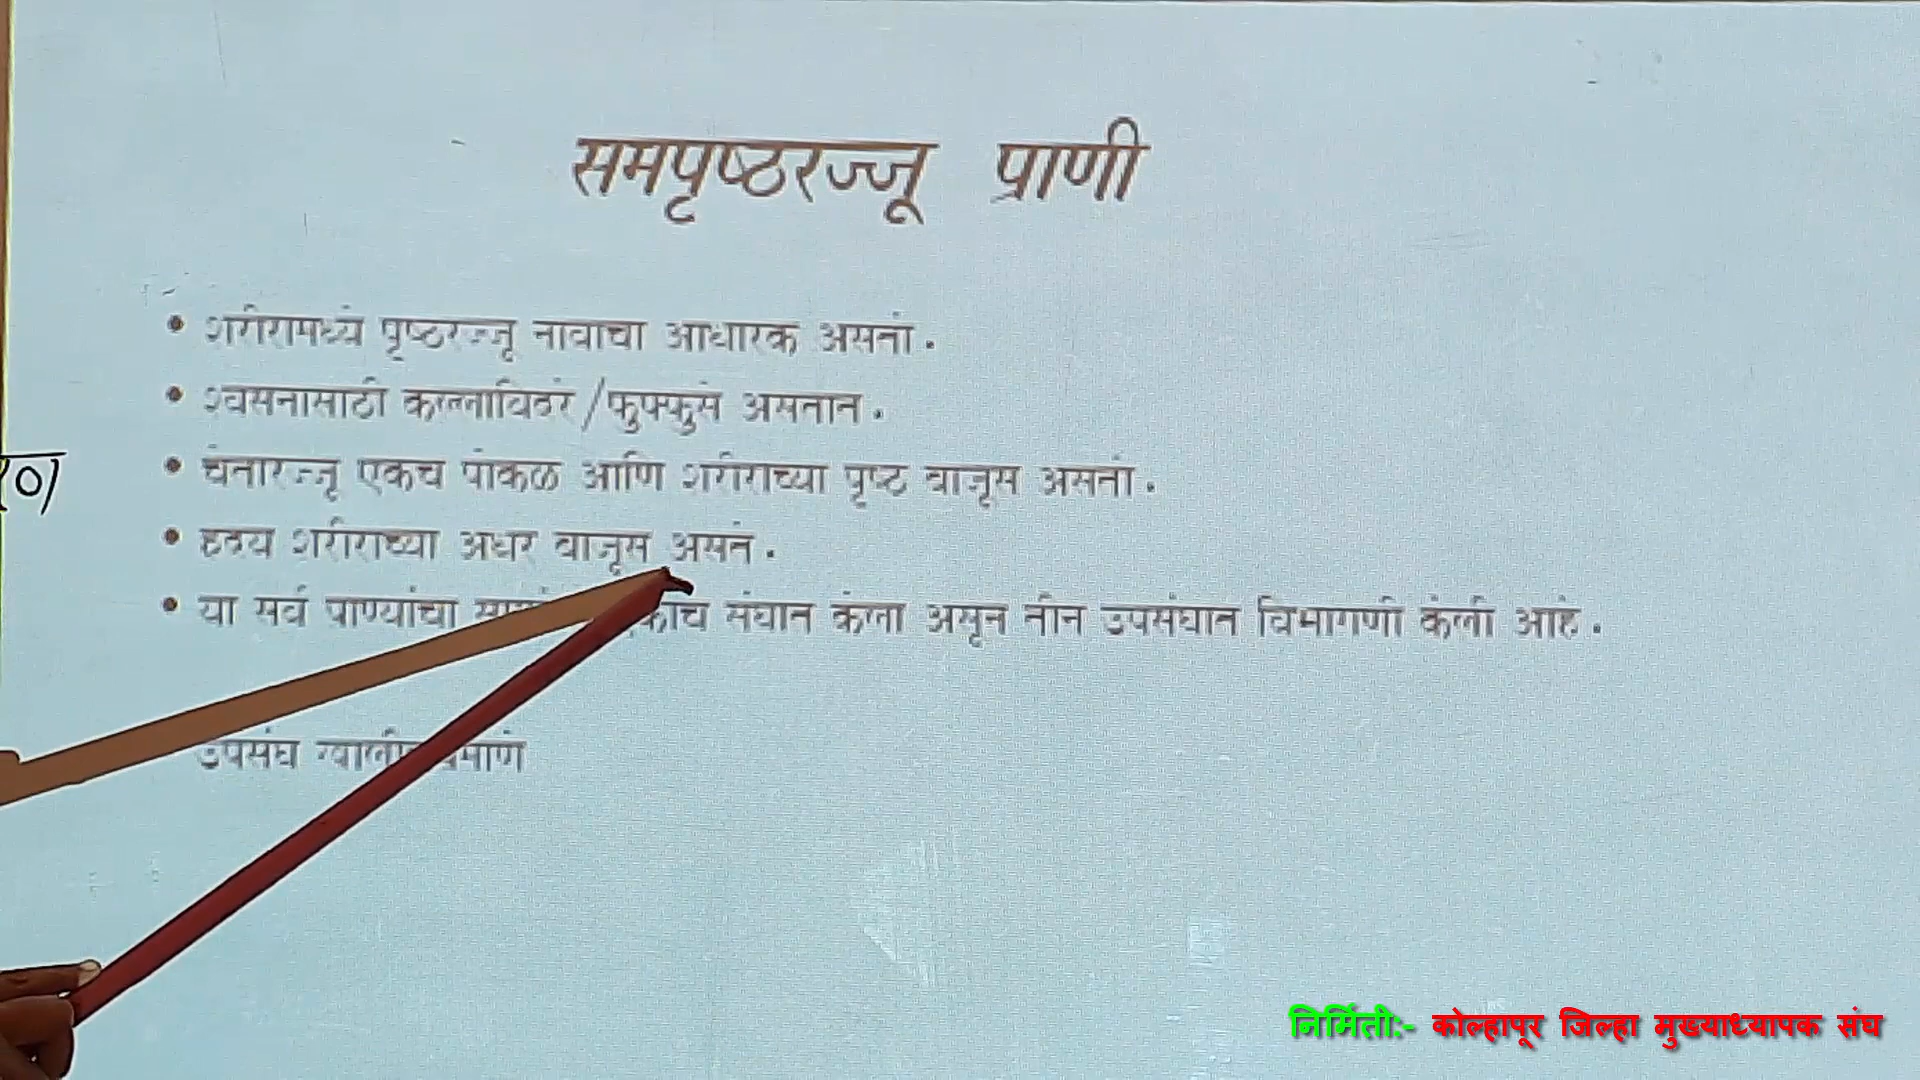 समपृष्ठरज्जू प्राणी
• शरीरामध्ये पृष्ठरज्जू नावाचा आधारक असतो.
• श्वसनासाठी कल्लाविदरे/फुफ्फुसे असतात.
• चेतारज्जू एकच पोकळ आणि शरीराच्या पृष्ठ बाजूस असतो.
• हृदय शरीराच्या अधर बाजूस असते.
• या सर्व प्राण्यांचा संघात केला असून तीन उपसंघात विभागणी केली आहे.
उपसंघ
निर्मिती:- कोल्हापूर जिल्हा मुख्याध्यापक संघ